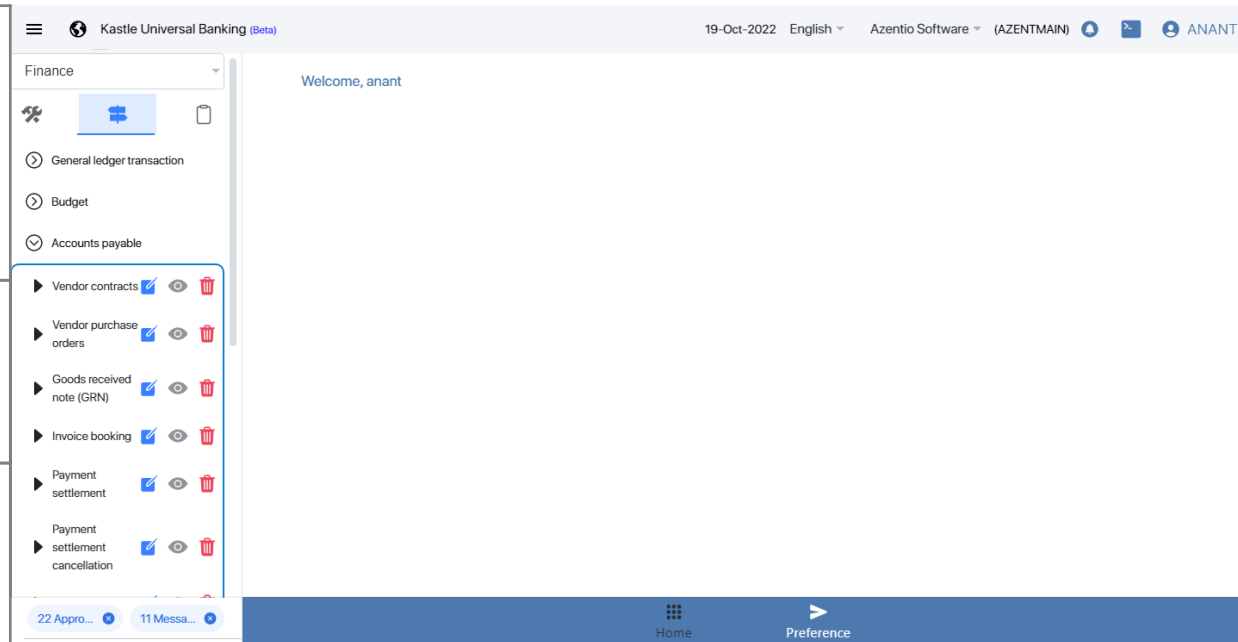 Kastle Universal Banking (Beta)
19-Oct-2022 English Azentio Software (AZENTMAIN) ANANT
Finance
Welcome, anant
General ledger transaction
Budget
Accounts payable
Vendor contracts
Vendor purchase
orders
Goods received
note (GRN)
Invoice booking
Payment
settlement
Payment
settlement
cancellation
22 Appro... 11 Messa...
Home Preference